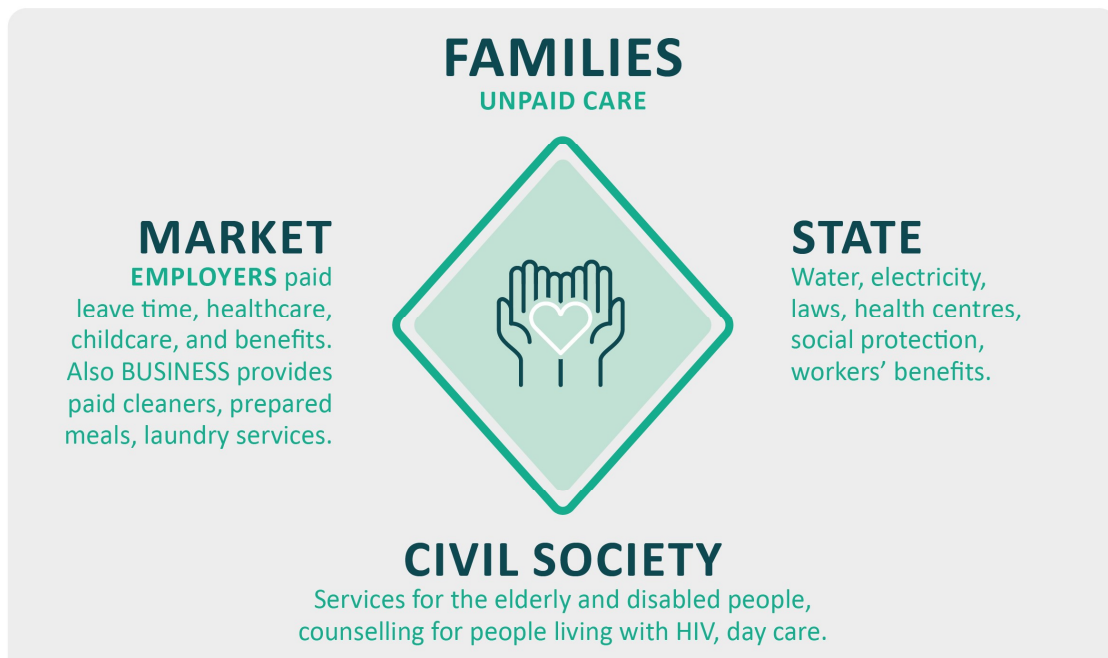 FAMILIES
UNPAID CARE
MARKET
EMPLOYERS paid
leave time, healthcare,
childcare, and benefits.
Also BUSINESS provides
paid cleaners, prepared
meals, laundry services.
STATE
Water, electricity,
laws, health centres,
social protection,
workers’ benefits.
CIVIL SOCIETY
Services for the elderly and disabled people,
counselling for people living with HIV, day care.